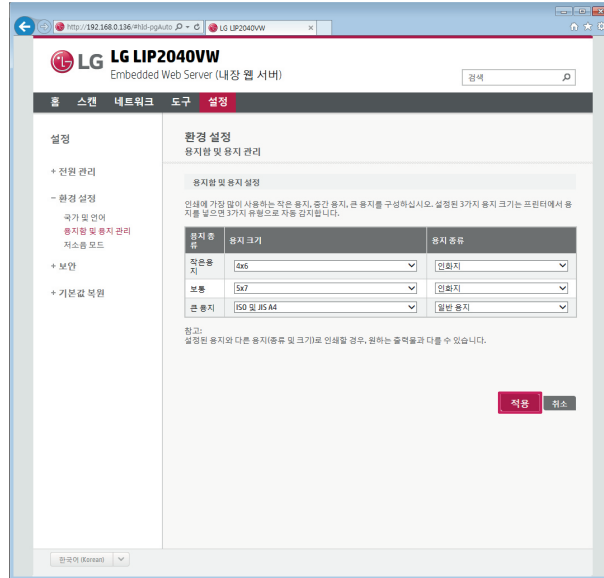 http://192.168.0.136/#hId-pgAuto
LG LIP2040VW
LG
LG LIP2040VW
Embedded Web Server (내장 웹 서버)
검색
홈 스캔 네트워크 도구 설정
설정
+ 전원 관리
- 환경 설정
국가 및 언어
용지함 및 용지 관리
저소음 모드
+ 보안
+ 기본값 복원
환경 설정
용지함 및 용지 관리
용지함 및 용지 설정
인쇄에 가장 많이 사용하는 작은 용지, 중간 용지, 큰 용지를 구성하십시오. 설정된 3가지 용지 크기는 프린터에서 용
지를 넣으면 3가지 유형으로 자동 감지합니다.
용지 종
류
용지 크기
용지 종류
작은용
지
4x6
인화지
보통
5x7
인화지
큰 용지
ISO 및 JIS A4
일반 용지
참고:
설정된 용지와 다른 용지(종류 및 크기)로 인쇄할 경우, 원하는 출력물과 다를 수 있습니다.
적용
취소
한국어 (Korean)